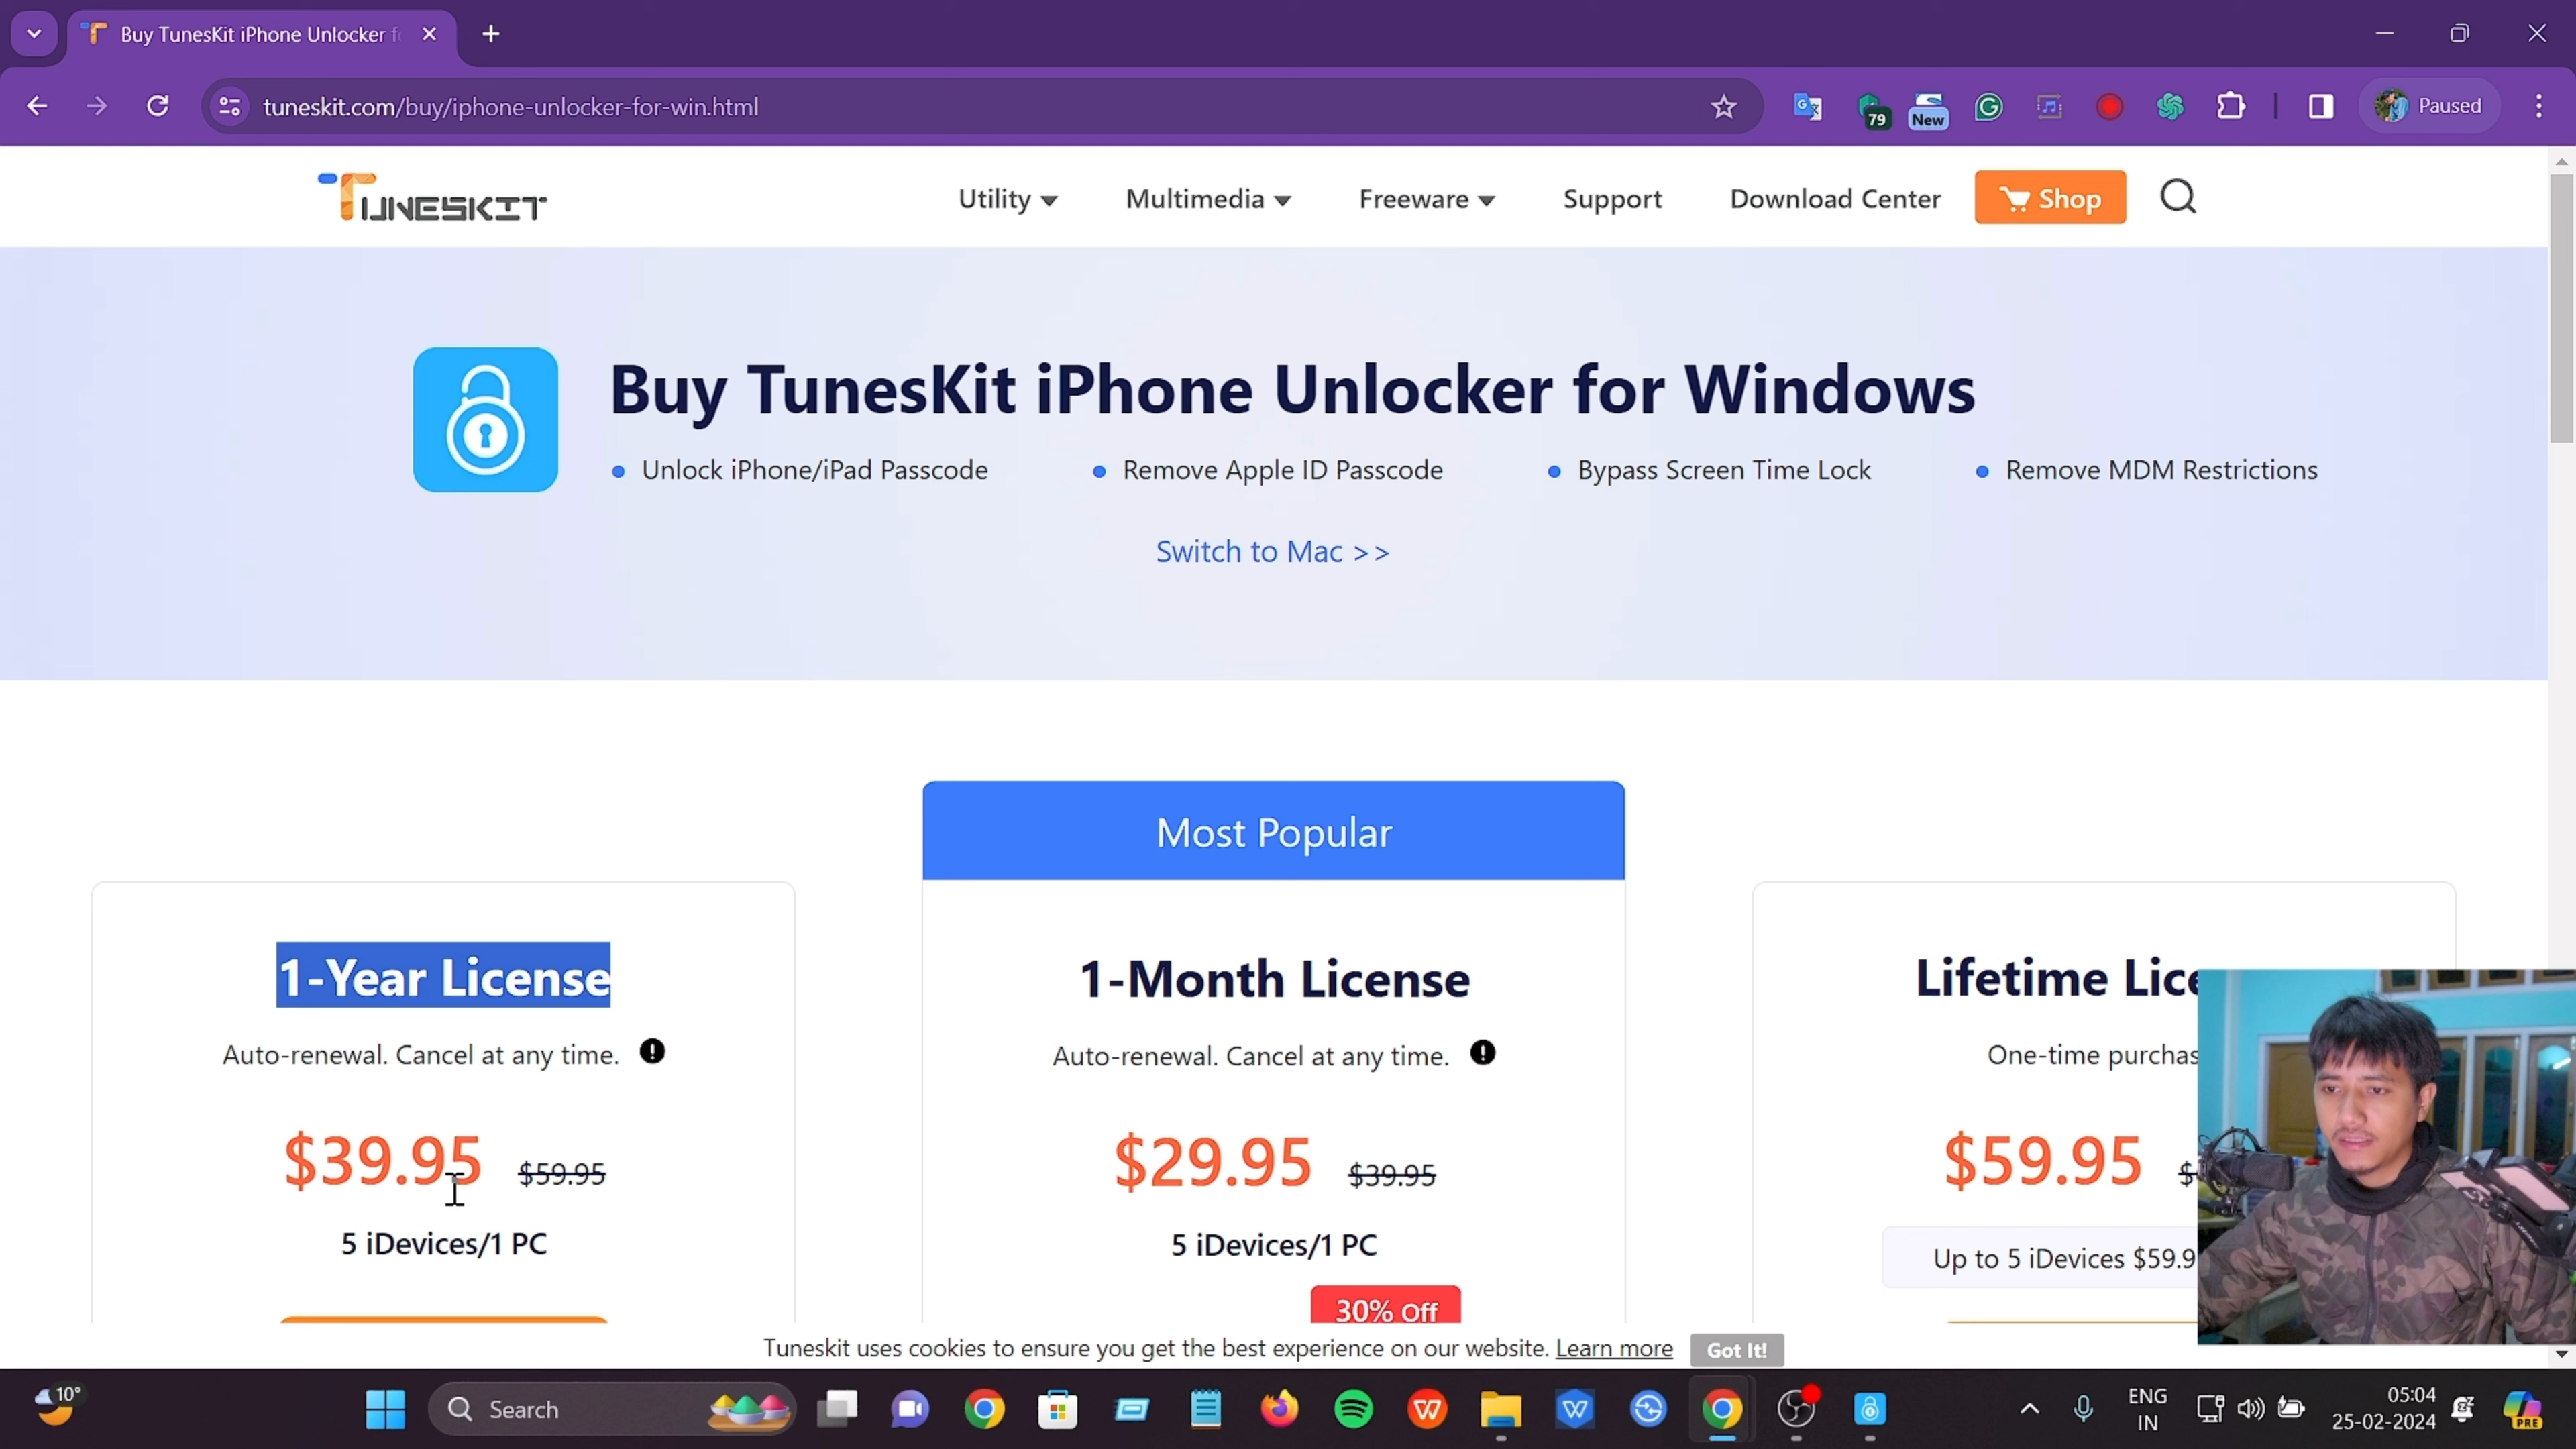 Buy TunesKit iPhone Unlocker f
tuneskit.com/buy/iphone-unlocker-for-win.html
79
New
Paused
TUNESKIT
Utility
Multimedia
Freeware
Support
Download Center
Shop
Buy TunesKit iPhone Unlocker for Windows
Unlock iPhone/iPad Passcode
Remove Apple ID Passcode
Bypass Screen Time Lock
Remove MDM Restrictions
Switch to Mac >>
Most Popular
1-Year License
Auto-renewal. Cancel at any time.
$39.95 $59.95
5 iDevices/1 PC
1-Month License
Auto-renewal. Cancel at any time.
$29.95 $39.95
5 iDevices/1 PC
30% Off
Lifetime Lice
One-time purchas
$59.95 $
Up to 5 iDevices $59.9
Tuneskit uses cookies to ensure you get the best experience on our website. Learn more
Got It!
10°
Search
ENG
IN
05:04
25-02-2024
PRE